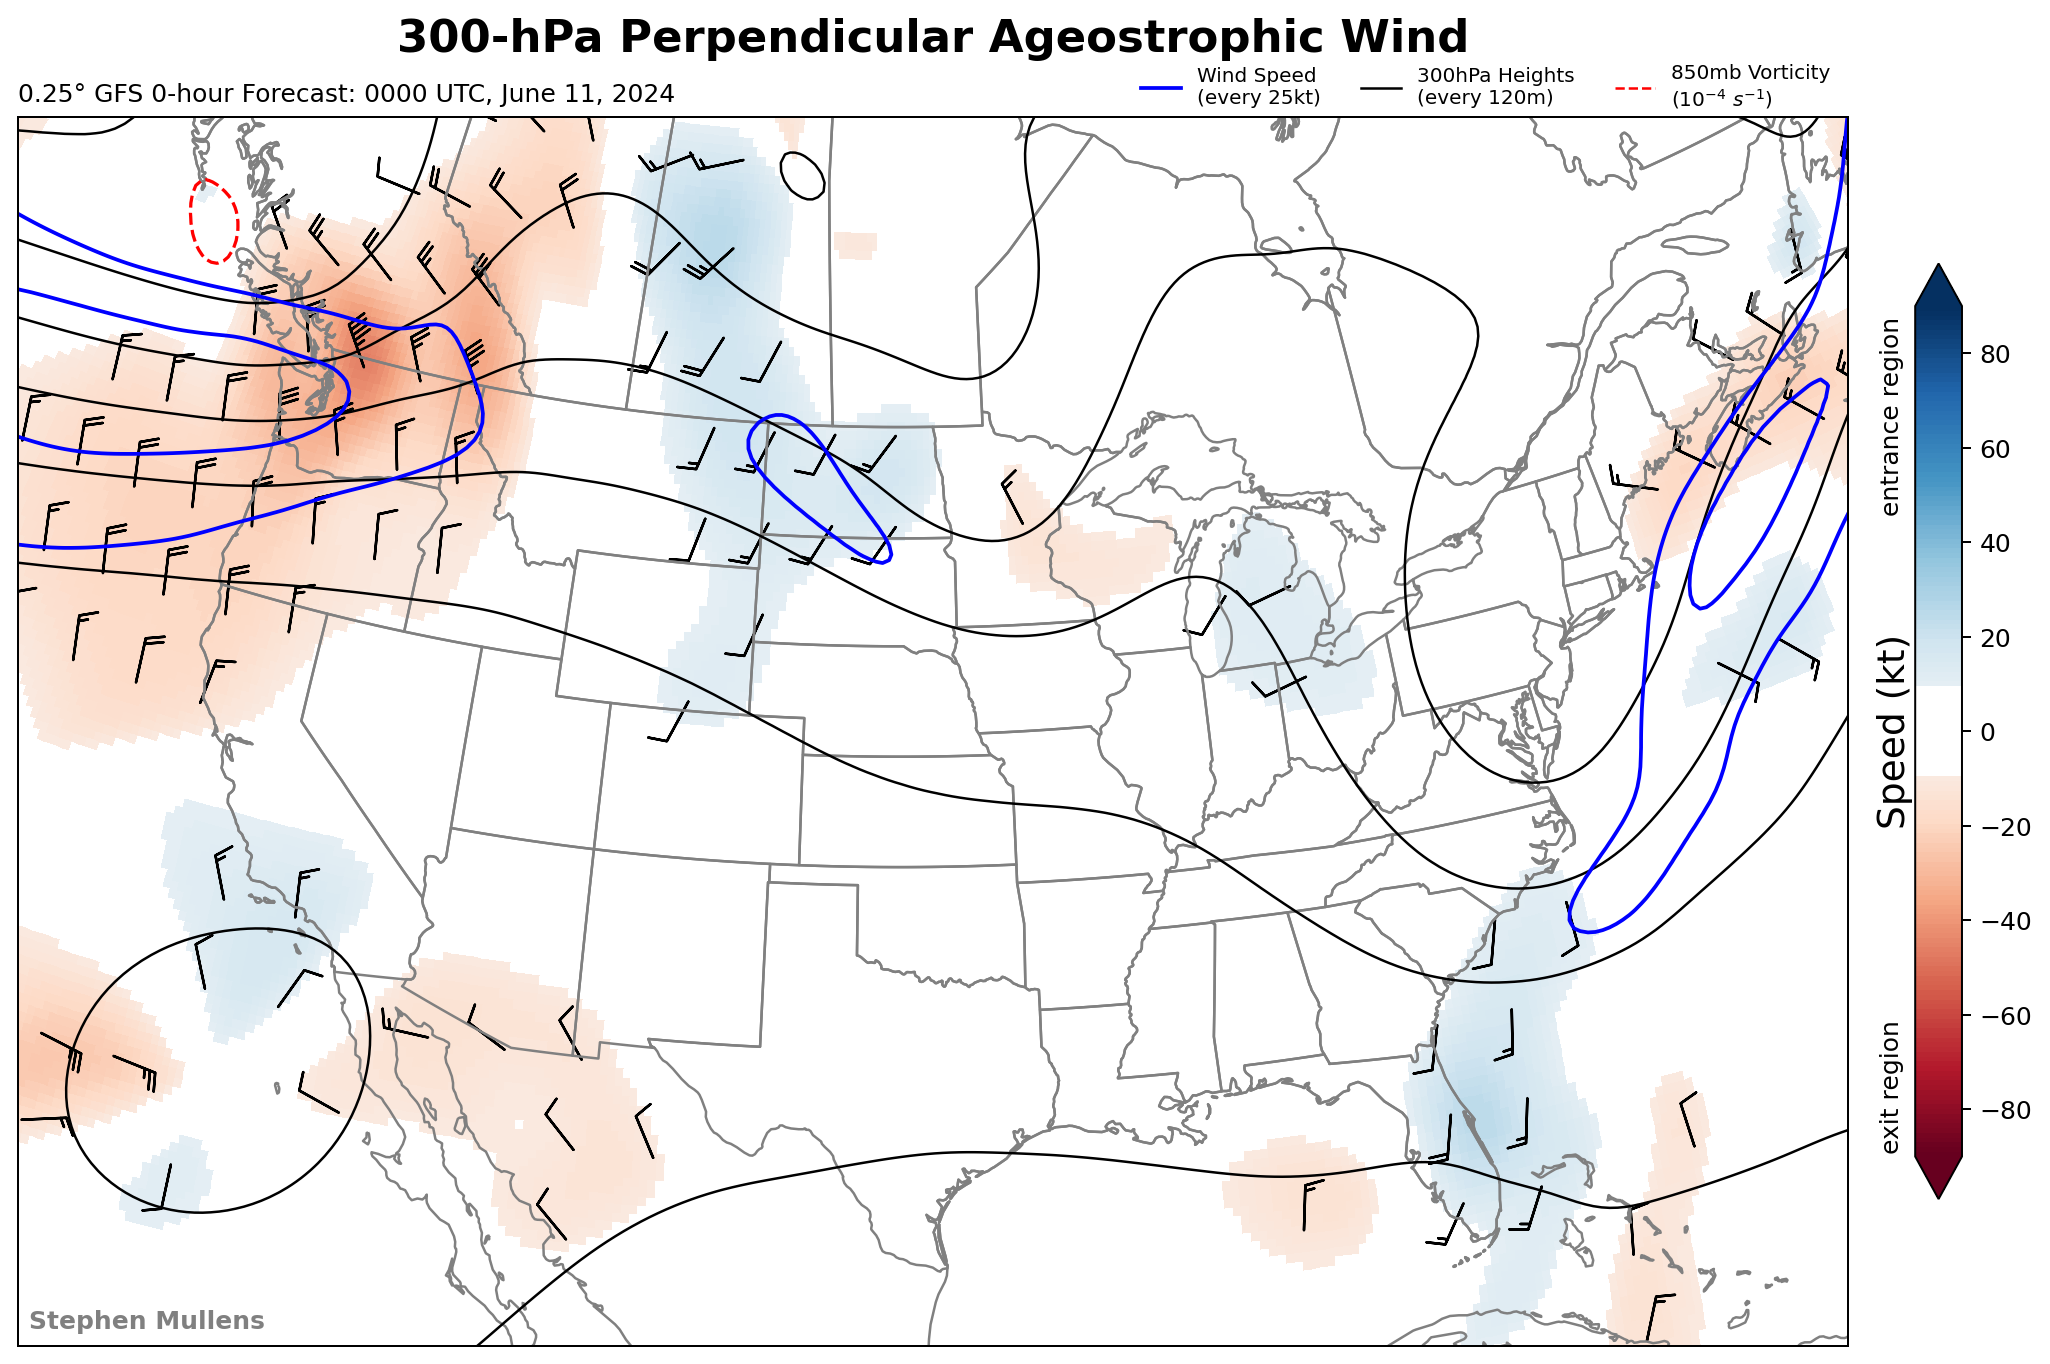 300-hPa Perpendicular Ageostrophic Wind
0.25° GFS 0-hour Forecast: 0000 UTC, June 11, 2024
Wind Speed
(every 25kt)
300hPa Heights
(every 120m)
850mb Vorticity
(10⁻⁴ s⁻¹)
entrance region
Speed (kt)
exit region
80
60
40
20
0
−20
−40
−60
−80
Stephen Mullens